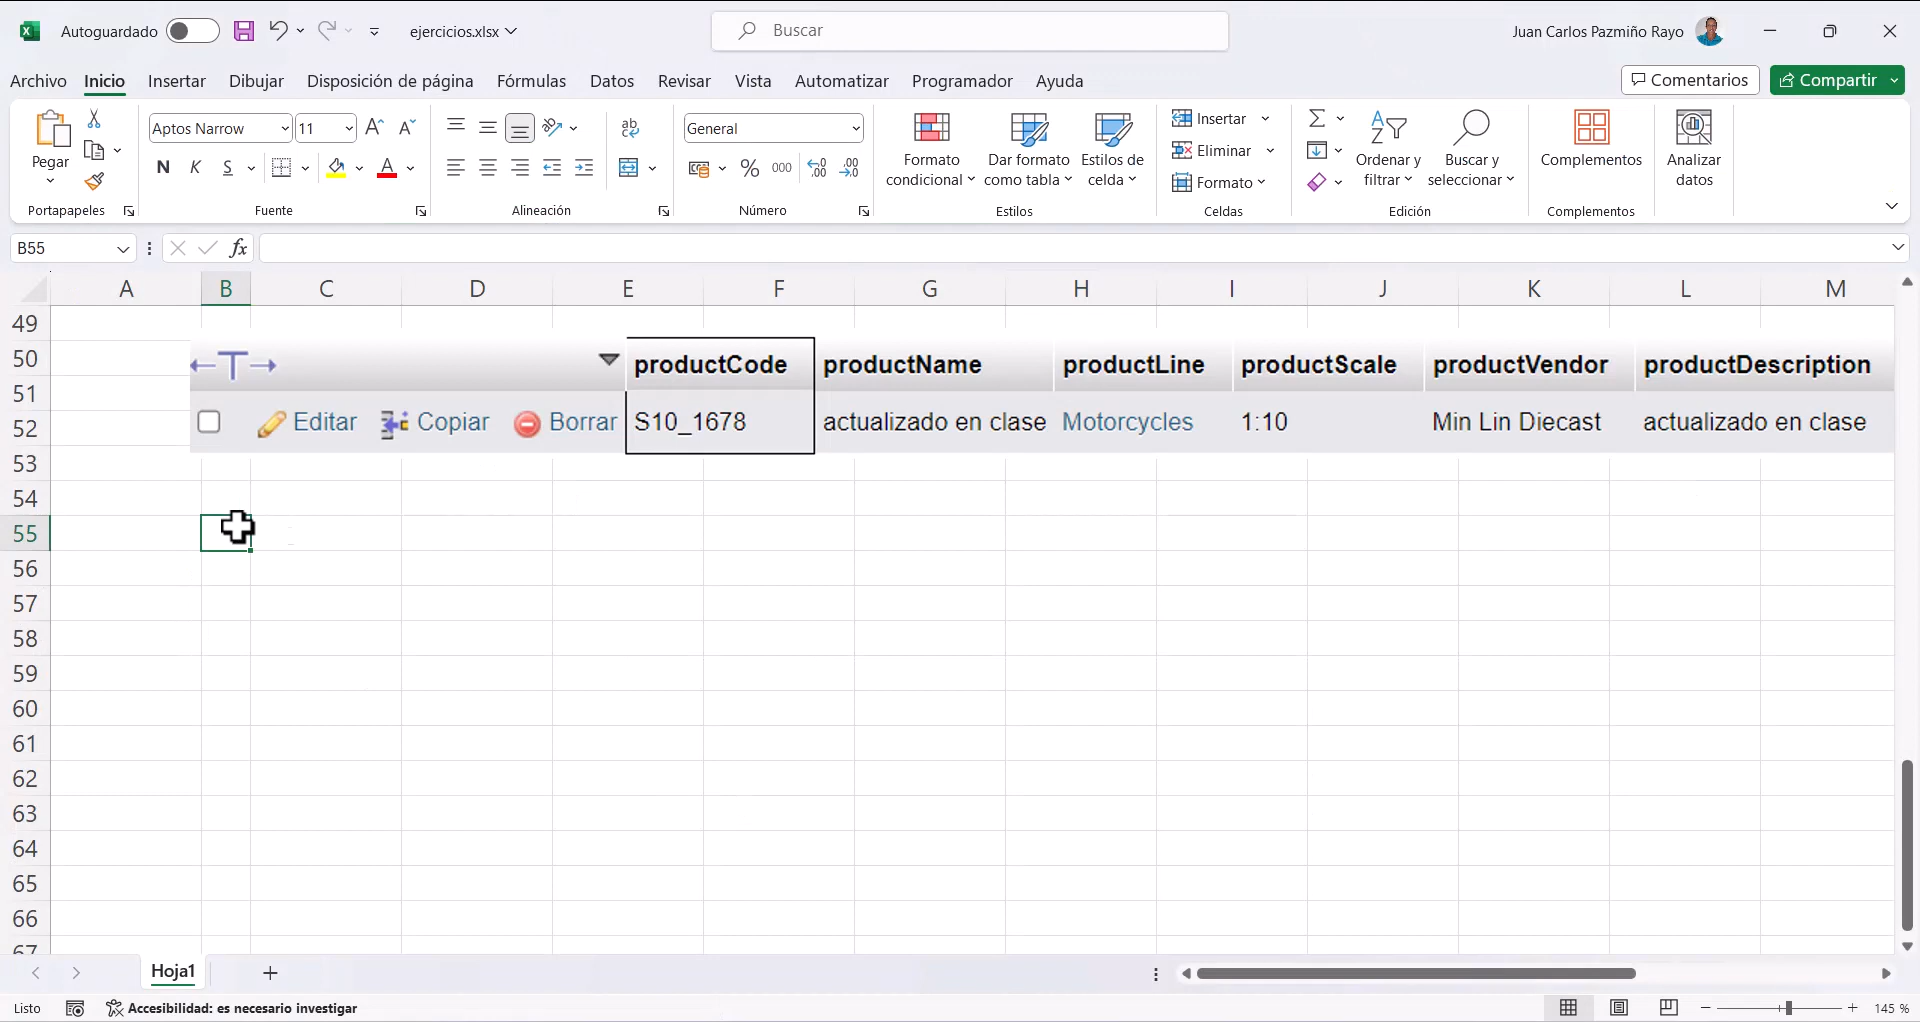 Autoguardado
ejercicios.xlsx
Buscar
Juan Carlos Pazmiño Rayo
Archivo Inicio Insertar Dibujar Disposición de página Fórmulas Datos Revisar Vista Automatizar Programador Ayuda
Comentarios
Compartir
Pegar
Portapapeles
Aptos Narrow 11
N K S
Fuente
ab
Alineación
General
% 000
Número
Formato condicional
Dar formato como tabla
Estilos de celda
Estilos
Insertar
Eliminar
Formato
Celdas
Ordenar y filtrar
Buscar y seleccionar
Edición
Complementos
Complementos
Analizar datos
B55
fx
A B C D E F G H I J K L M
49
50
51
52
53
54
55
56
57
58
59
60
61
62
63
64
65
66
67
←T→ productCode productName productLine productScale productVendor productDescription
Editar Copiar Borrar S10_1678 actualizado en clase Motorcycles 1:10 Min Lin Diecast actualizado en clase
Hoja1
Listo
Accesibilidad: es necesario investigar
145 %